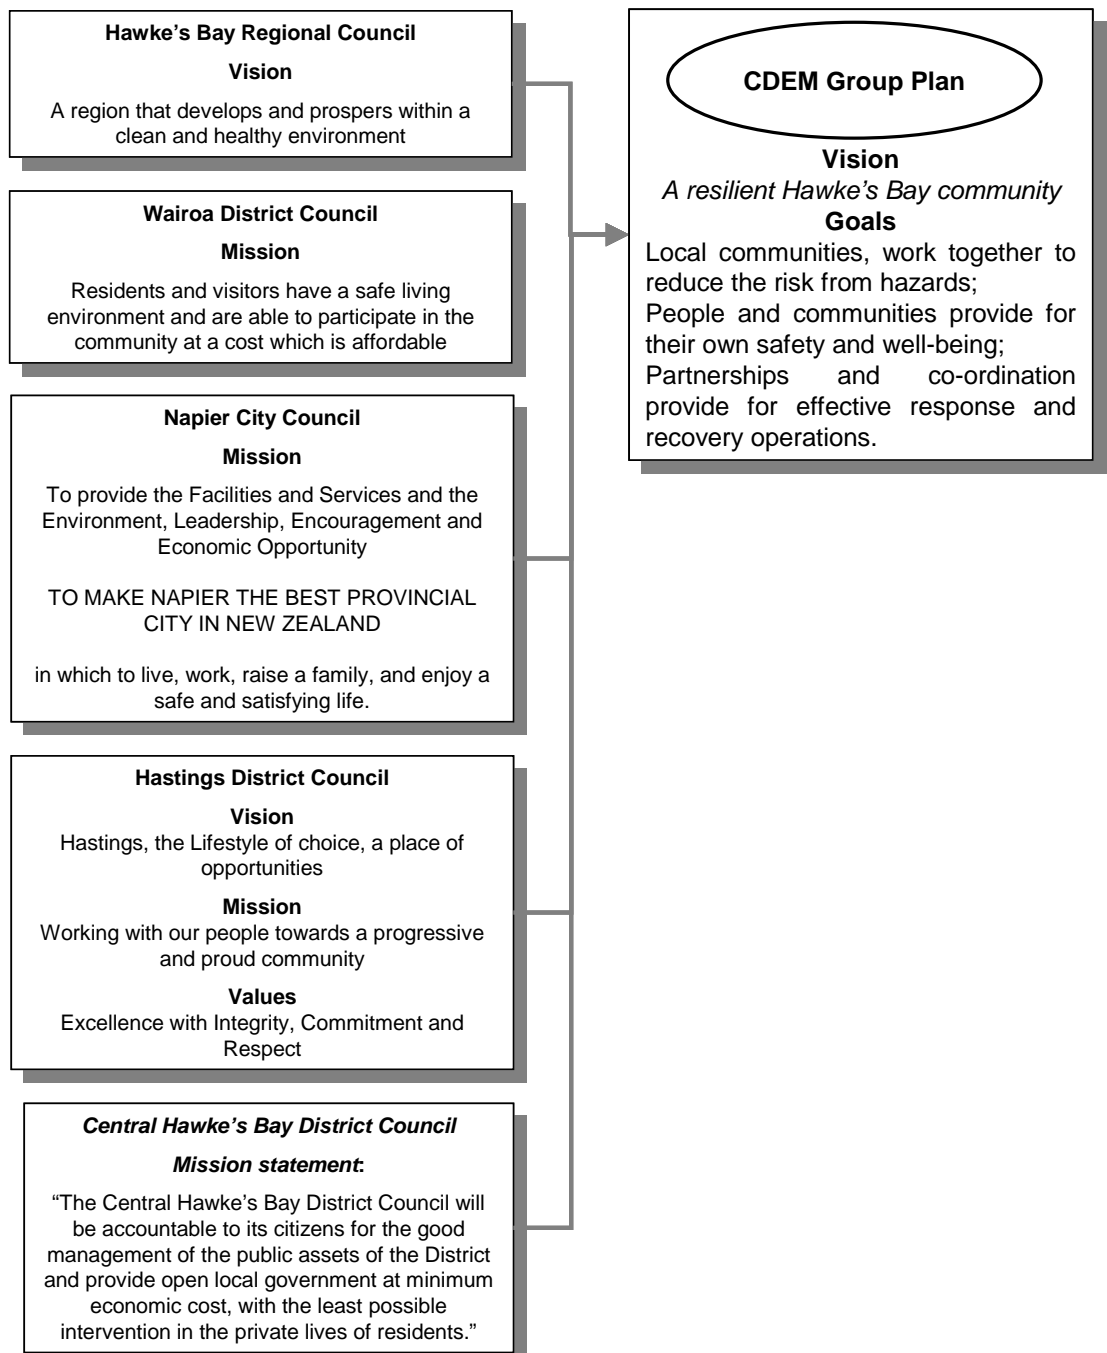 Hawke’s Bay Regional Council
Vision
A region that develops and prospers within a
clean and healthy environment
Wairoa District Council
Mission
Residents and visitors have a safe living
environment and are able to participate in the
community at a cost which is affordable
Napier City Council
Mission
To provide the Facilities and Services and the
Environment, Leadership, Encouragement and
Economic Opportunity
TO MAKE NAPIER THE BEST PROVINCIAL
CITY IN NEW ZEALAND
in which to live, work, raise a family, and enjoy a
safe and satisfying life.
Hastings District Council
Vision
Hastings, the Lifestyle of choice, a place of
opportunities
Mission
Working with our people towards a progressive
and proud community
Values
Excellence with Integrity, Commitment and
Respect
Central Hawke’s Bay District Council
Mission statement:
“The Central Hawke’s Bay District Council will
be accountable to its citizens for the good
management of the public assets of the District
and provide open local government at minimum
economic cost, with the least possible
intervention in the private lives of residents.”
CDEM Group Plan
Vision
A resilient Hawke’s Bay community
Goals
Local communities, work together to
reduce the risk from hazards;
People and communities provide for
their own safety and well-being;
Partnerships and co-ordination
provide for effective response and
recovery operations.